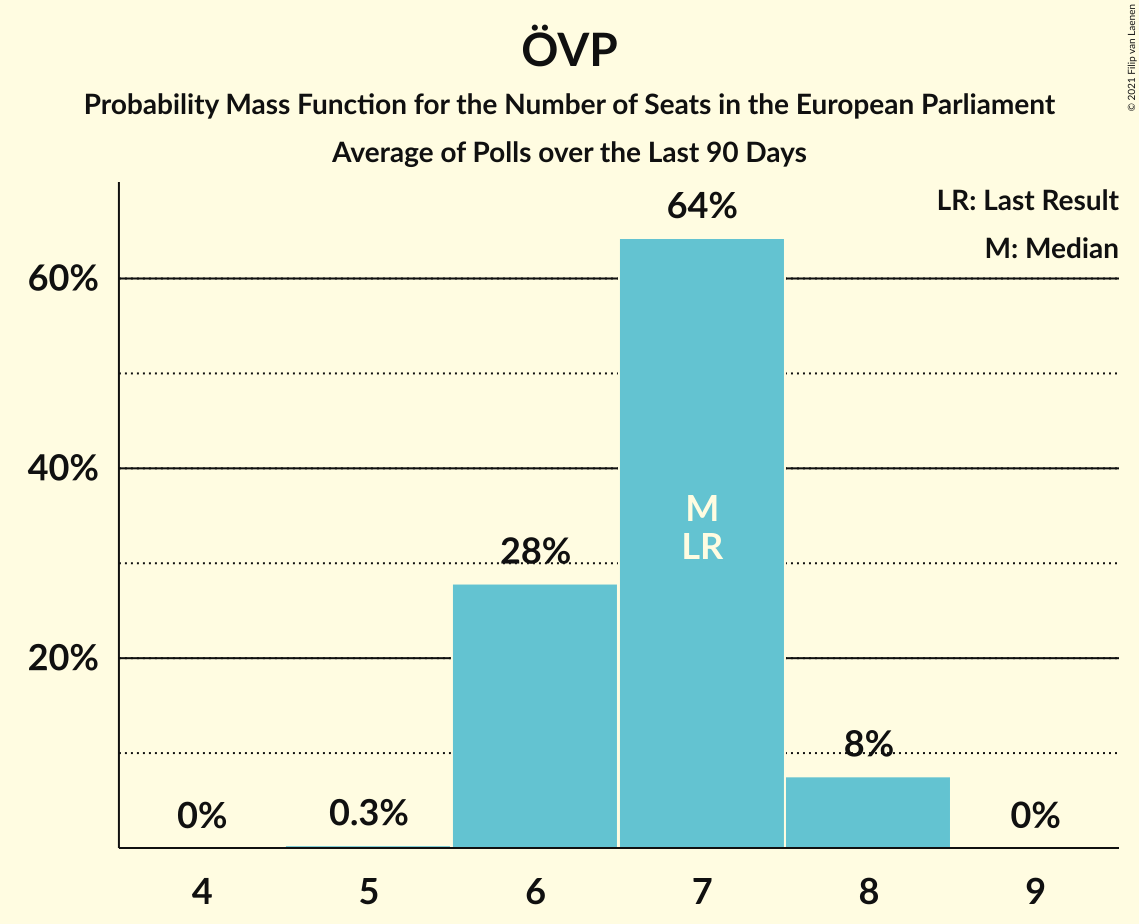 ÖVP
Probability Mass Function for the Number of Seats in the European Parliament
Average of Polls over the Last 90 Days
© 2021 Filip van Laenen
LR: Last Result
M: Median
60%
40%
20%
0%
0.3%
28%
64%
M
LR
8%
0%
4
5
6
7
8
9